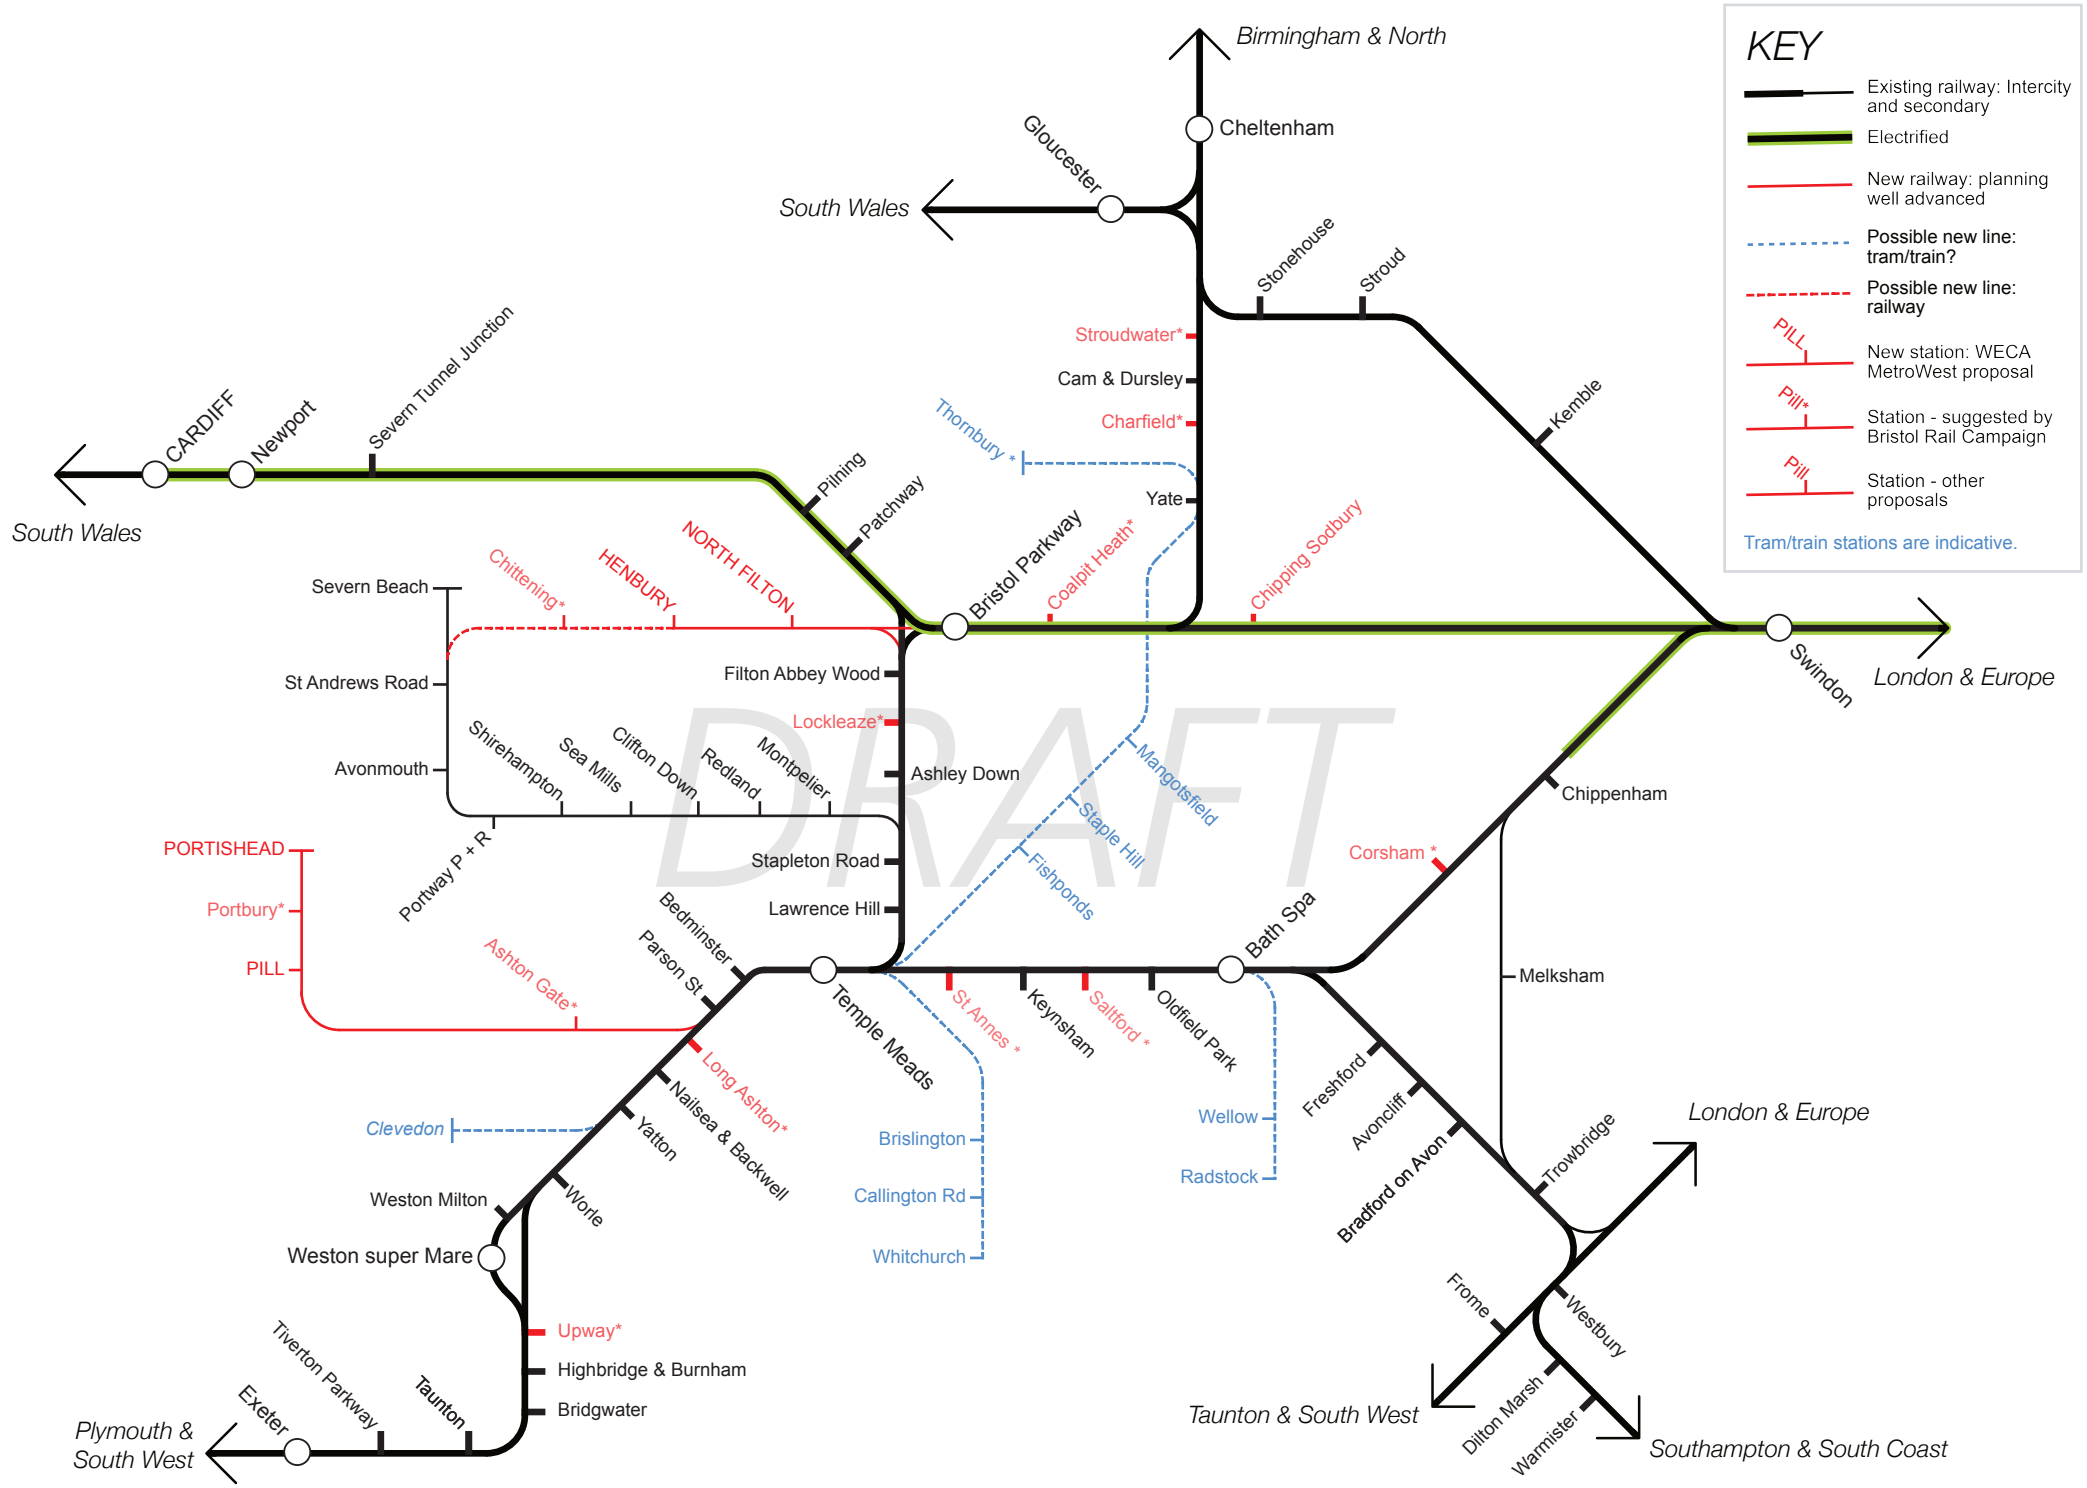 Birmingham & North
KEY
Existing railway: Intercity
and secondary
Electrified
New railway: planning
well advanced
Possible new line:
tram/train?
Possible new line:
railway
PILL
New station: WECA
MetroWest proposal
Pill*
Station - suggested by
Bristol Rail Campaign
Pill
Station - other
proposals
Tram/train stations are indicative.
Cheltenham
Gloucester
South Wales
Stonehouse
Stroud
Stroudwater*
Cam & Dursley
Charfield*
Kemble
Thornbury *
Yate
CARDIFF
Newport
Severn Tunnel Junction
Pilning
Patchway
South Wales
Bristol Parkway
Coalpit Heath*
Chipping Sodbury
Chittening*
HENBURY
NORTH FILTON
Severn Beach
Swindon
London & Europe
St Andrews Road
Filton Abbey Wood
Lockleaze*
DRAFT
Avonmouth
Shirehampton
Sea Mills
Clifton Down
Redland
Montpelier
Ashley Down
Mangotsfield
Staple Hill
Fishponds
Chippenham
Portway P + R
PORTISHEAD
Stapleton Road
Corsham *
Portbury*
Lawrence Hill
PILL
Ashton Gate*
Bedminster
Parson St
Bath Spa
Melksham
Temple Meads
St Annes *
Keynsham
Saltford *
Oldfield Park
Long Ashton*
Nailsea & Backwell
Yatton
Worle
Clevedon
Brislington
Callington Rd
Whitchurch
Wellow
Radstock
Freshford
Avoncliff
Bradford on Avon
Trowbridge
London & Europe
Weston Milton
Weston super Mare
Upway*
Highbridge & Burnham
Bridgwater
Frome
Westbury
Dilton Marsh
Warmister
Taunton & South West
Southampton & South Coast
Tiverton Parkway
Taunton
Exeter
Plymouth &
South West